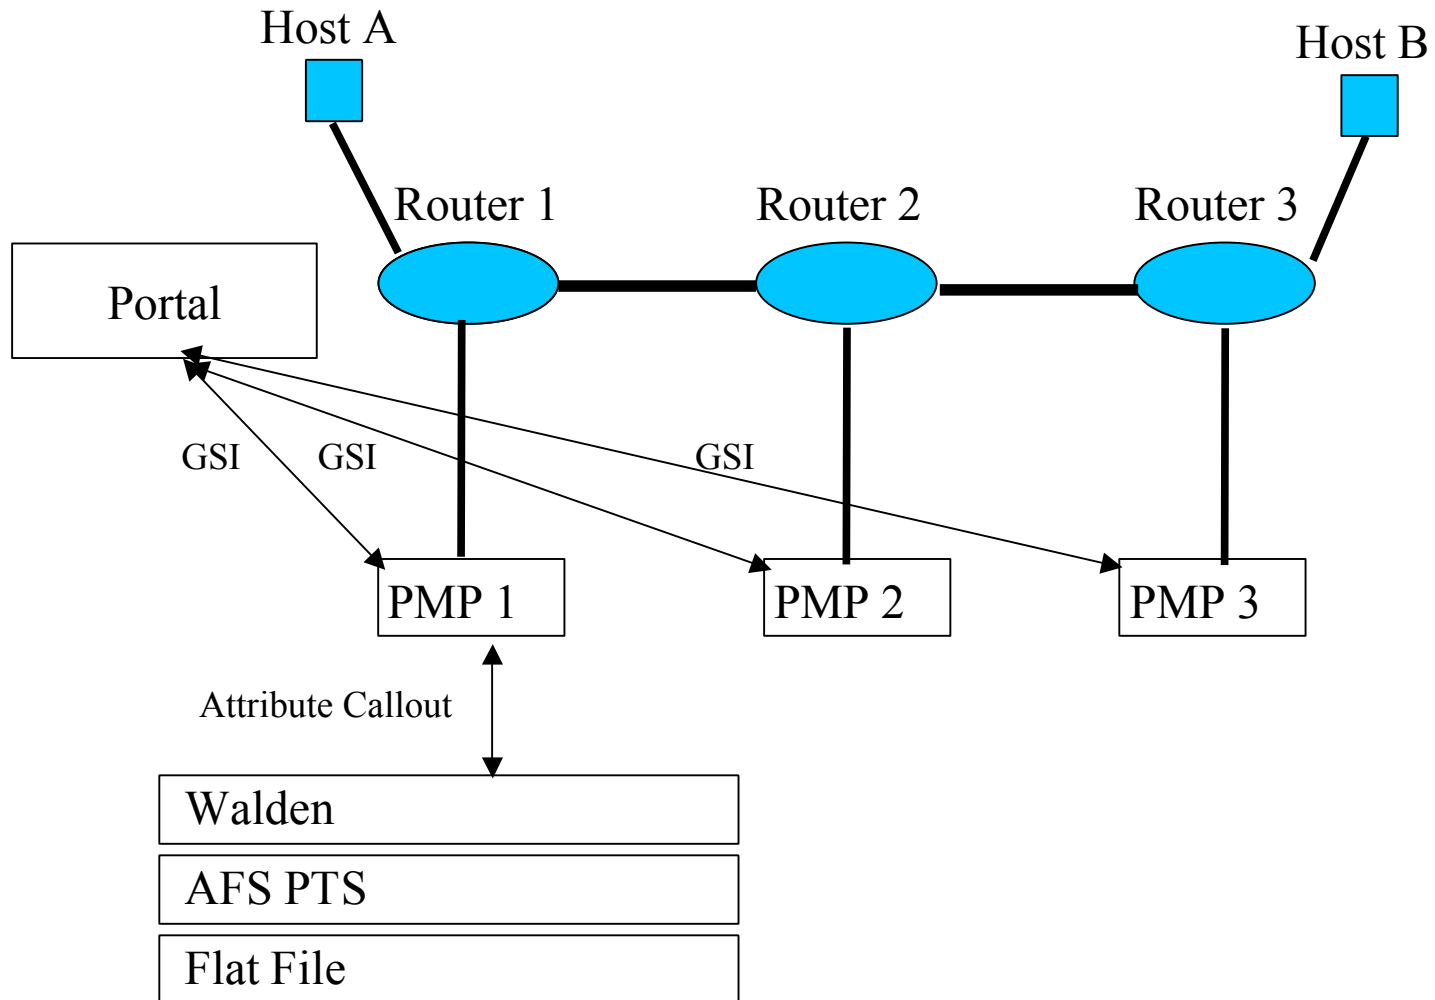 Host A
Host B
Router 1
Router 2
Router 3
Portal
GSI
GSI
GSI
PMP 1
PMP 2
PMP 3
Attribute Callout
Walden
AFS PTS
Flat File